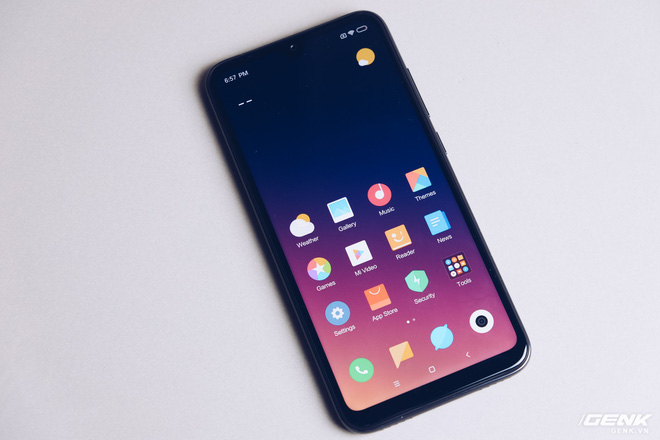 6:57 PM
Weather
Gallery
Music
Themes
Games
Mi Video
Reader
News
Settings
App Store
Security
Tools
GENK
GENK.VN